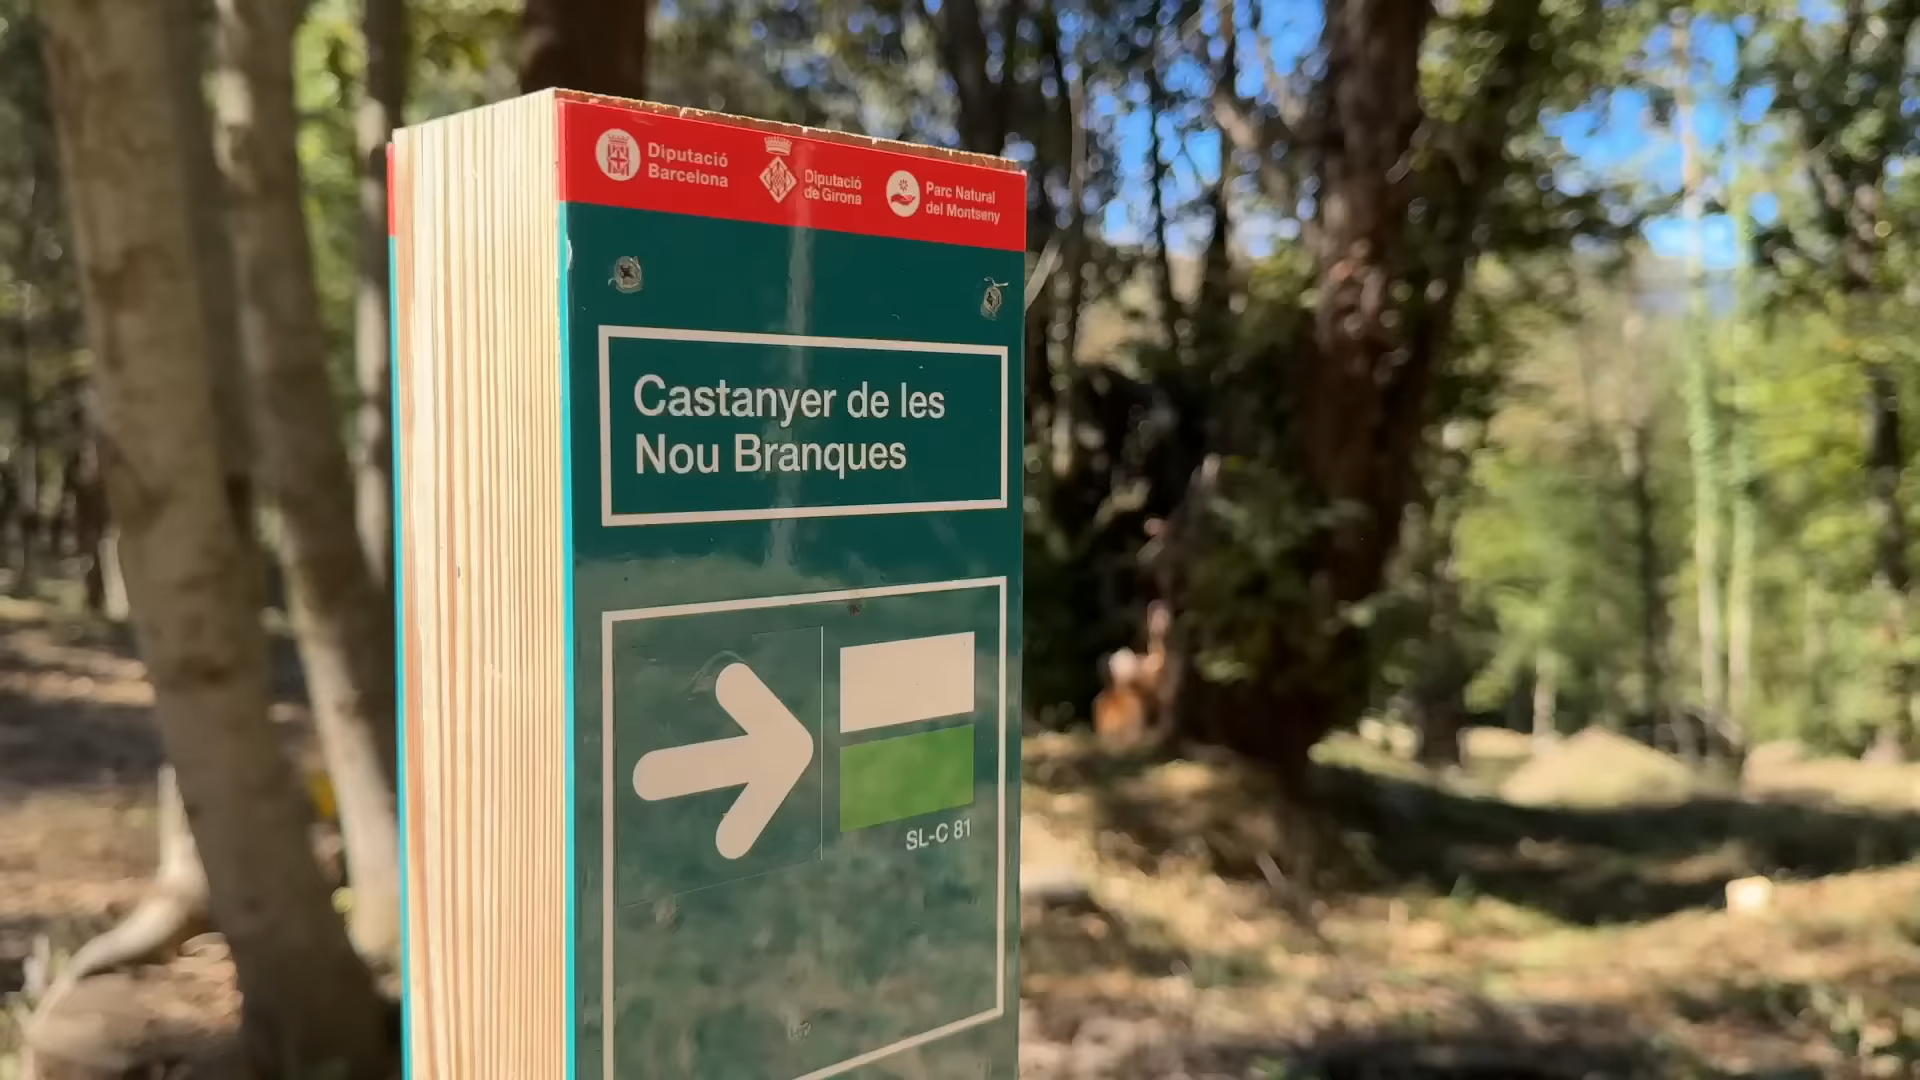 Diputació
Barcelona
Diputació
de Girona
Parc Natural
del Montseny
Castanyer de les
Nou Branques
SL-C 81